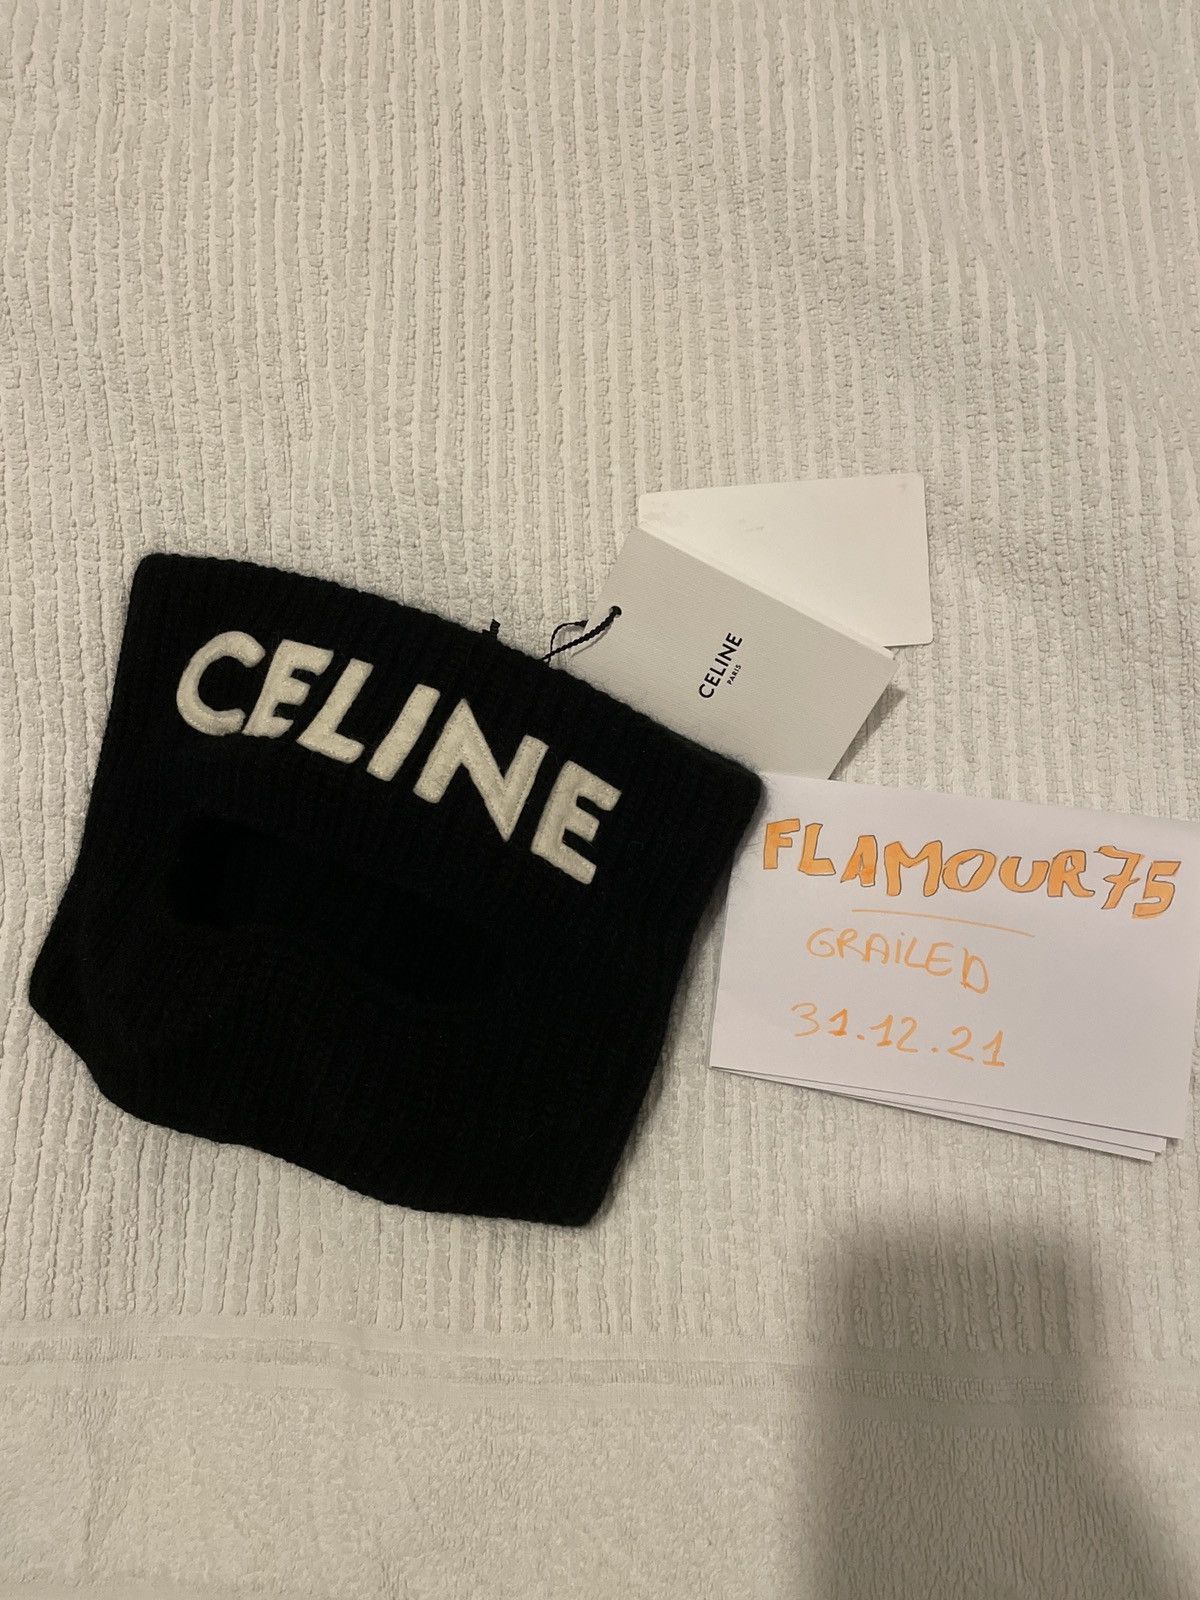 CELINE
CELINE
PARIS
FLAMOUR75
GRAiLED
31.12.21